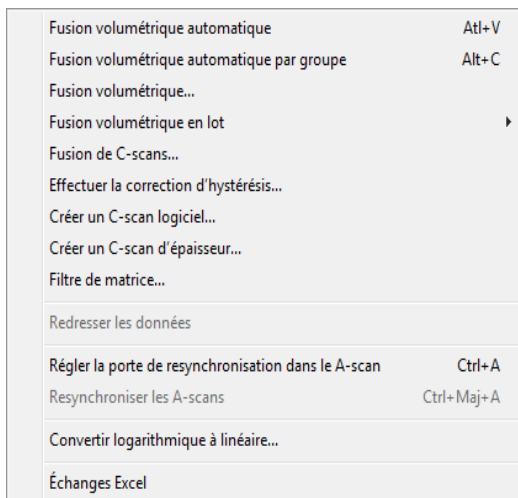 Fusion volumétrique automatique Atl+V
Fusion volumétrique automatique par groupe Alt+C
Fusion volumétrique...
Fusion volumétrique en lot
Fusion de C-scans...
Effectuer la correction d'hystérésis...
Créer un C-scan logiciel...
Créer un C-scan d'épaisseur...
Filtre de matrice...
Redresser les données
Régler la porte de resynchronisation dans le A-scan Ctrl+A
Resynchroniser les A-scans Ctrl+Maj+A
Convertir logarithmique à linéaire...
Échanges Excel